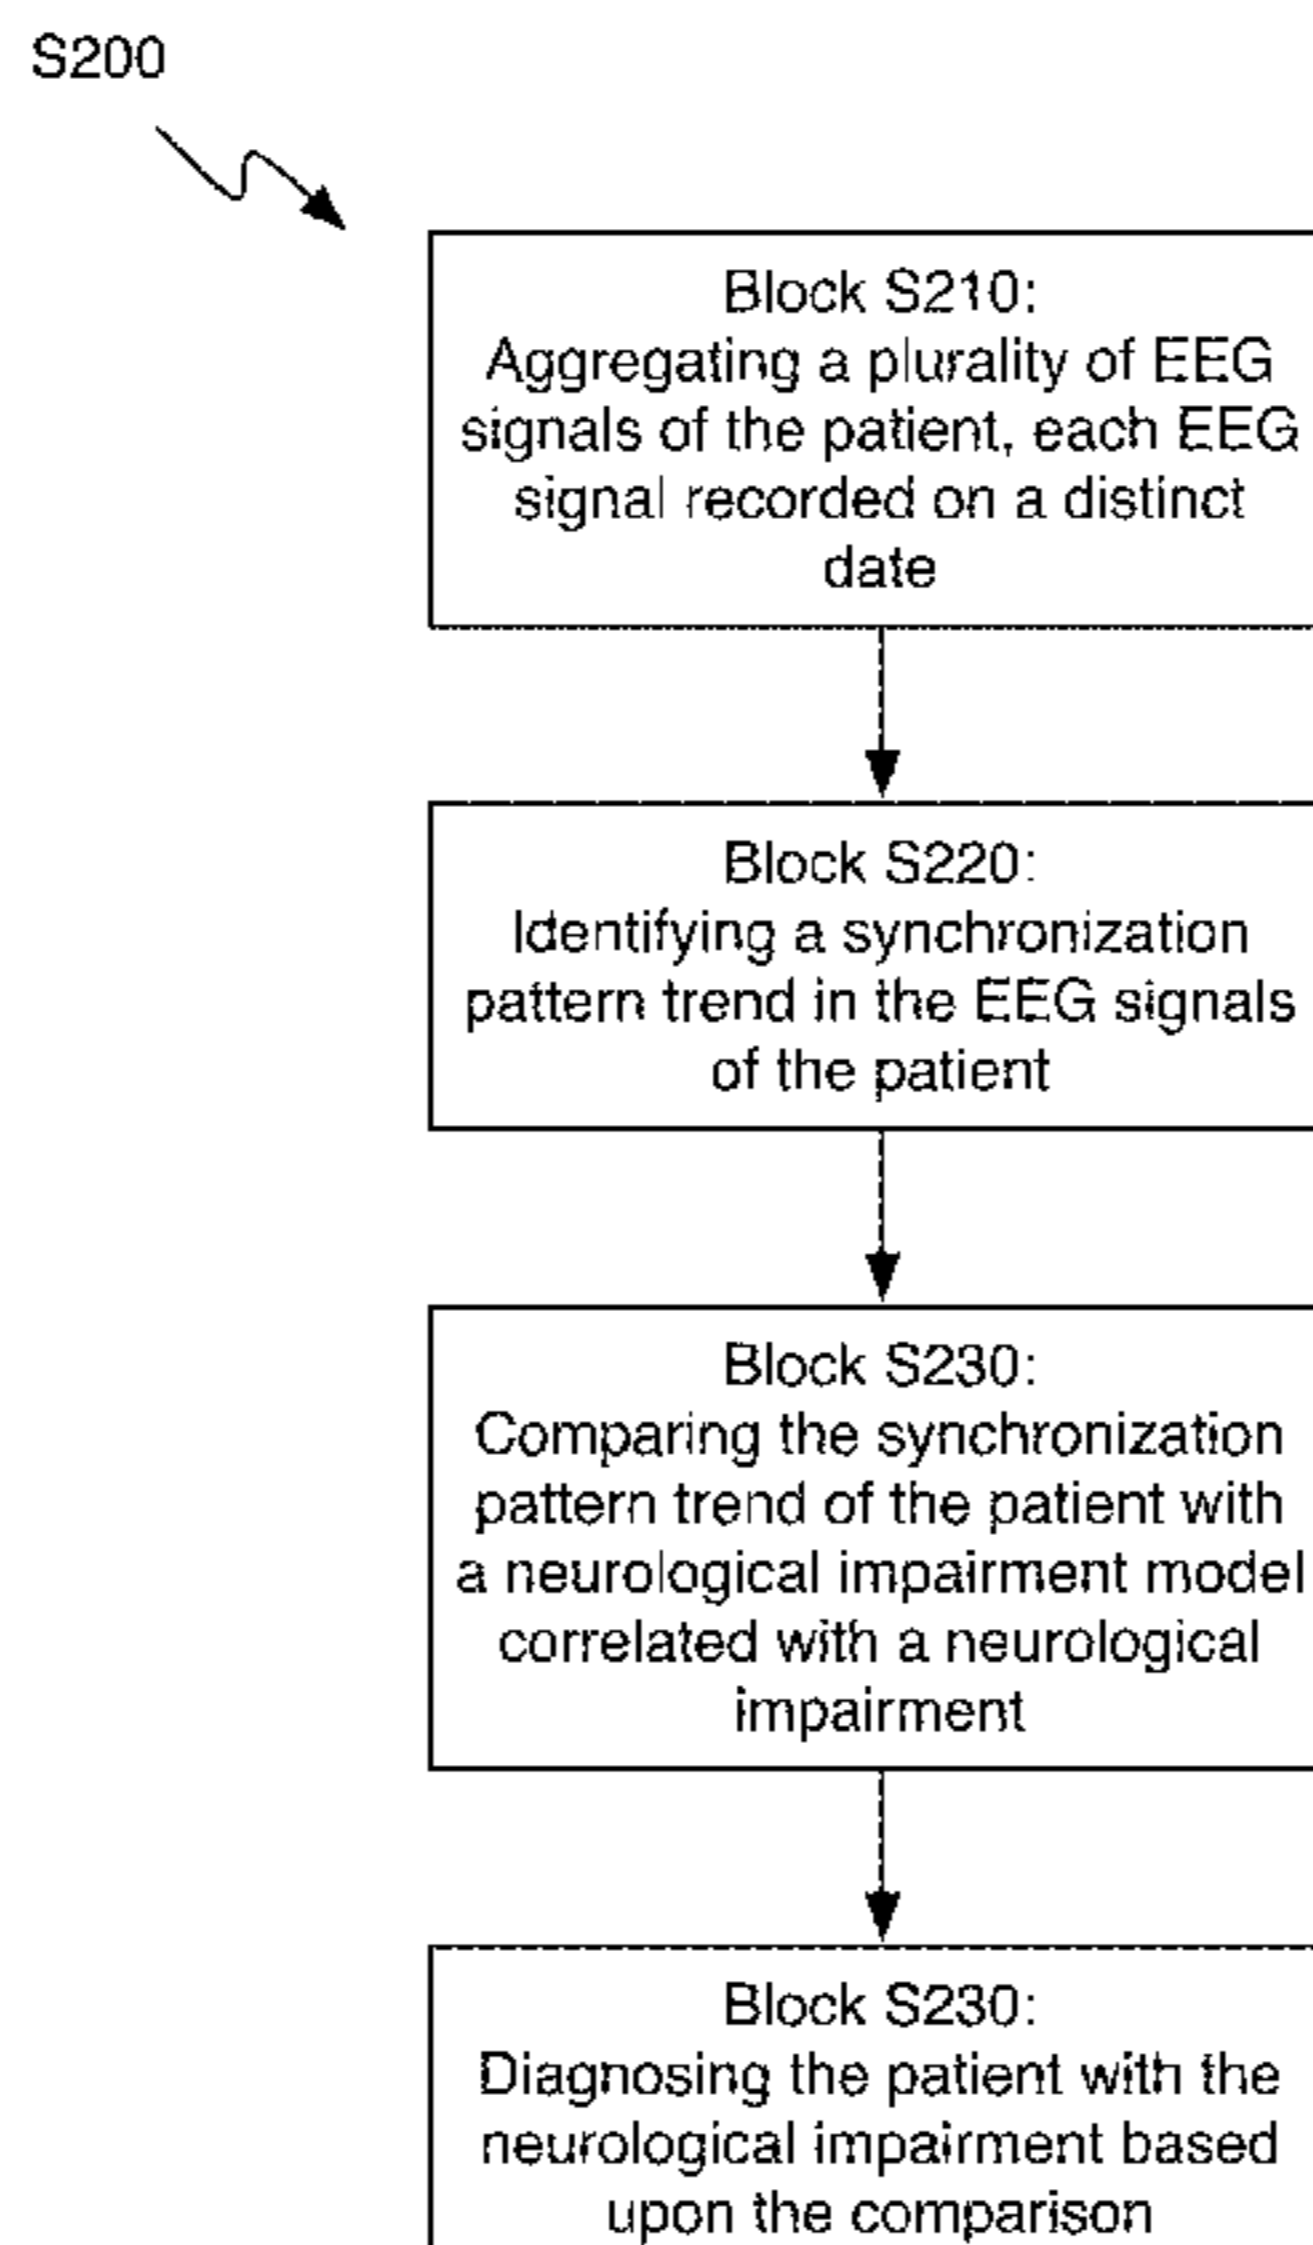 S200
Block S210:
Aggregating a plurality of EEG
signals of the patient, each EEG
signal recorded on a distinct
date
Block S220:
Identifying a synchronization
pattern trend in the EEG signals
of the patient
Block S230:
Comparing the synchronization
pattern trend of the patient with
a neurological impairment model
correlated with a neurological
impairment
Block S230:
Diagnosing the patient with the
neurological impairment based
upon the comparison